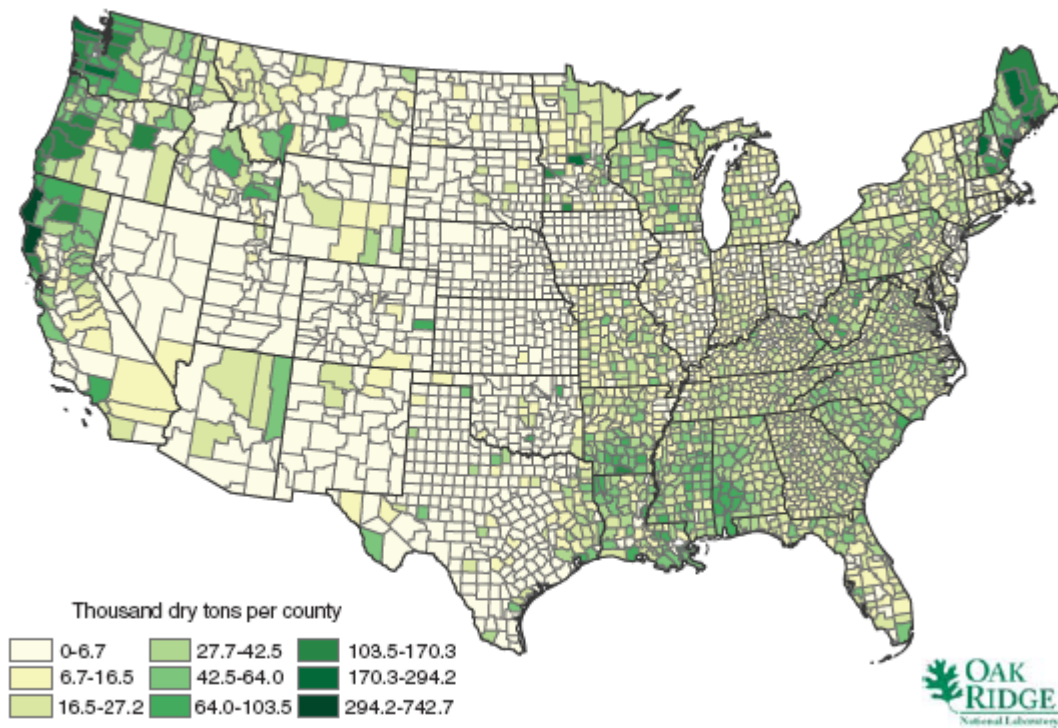 Thousand dry tons per county
0-6.7
6.7-16.5
16.5-27.2
27.7-42.5
42.5-64.0
64.0-103.5
103.5-170.3
170.3-294.2
294.2-742.7
OAK
RIDGE
National Laboratory